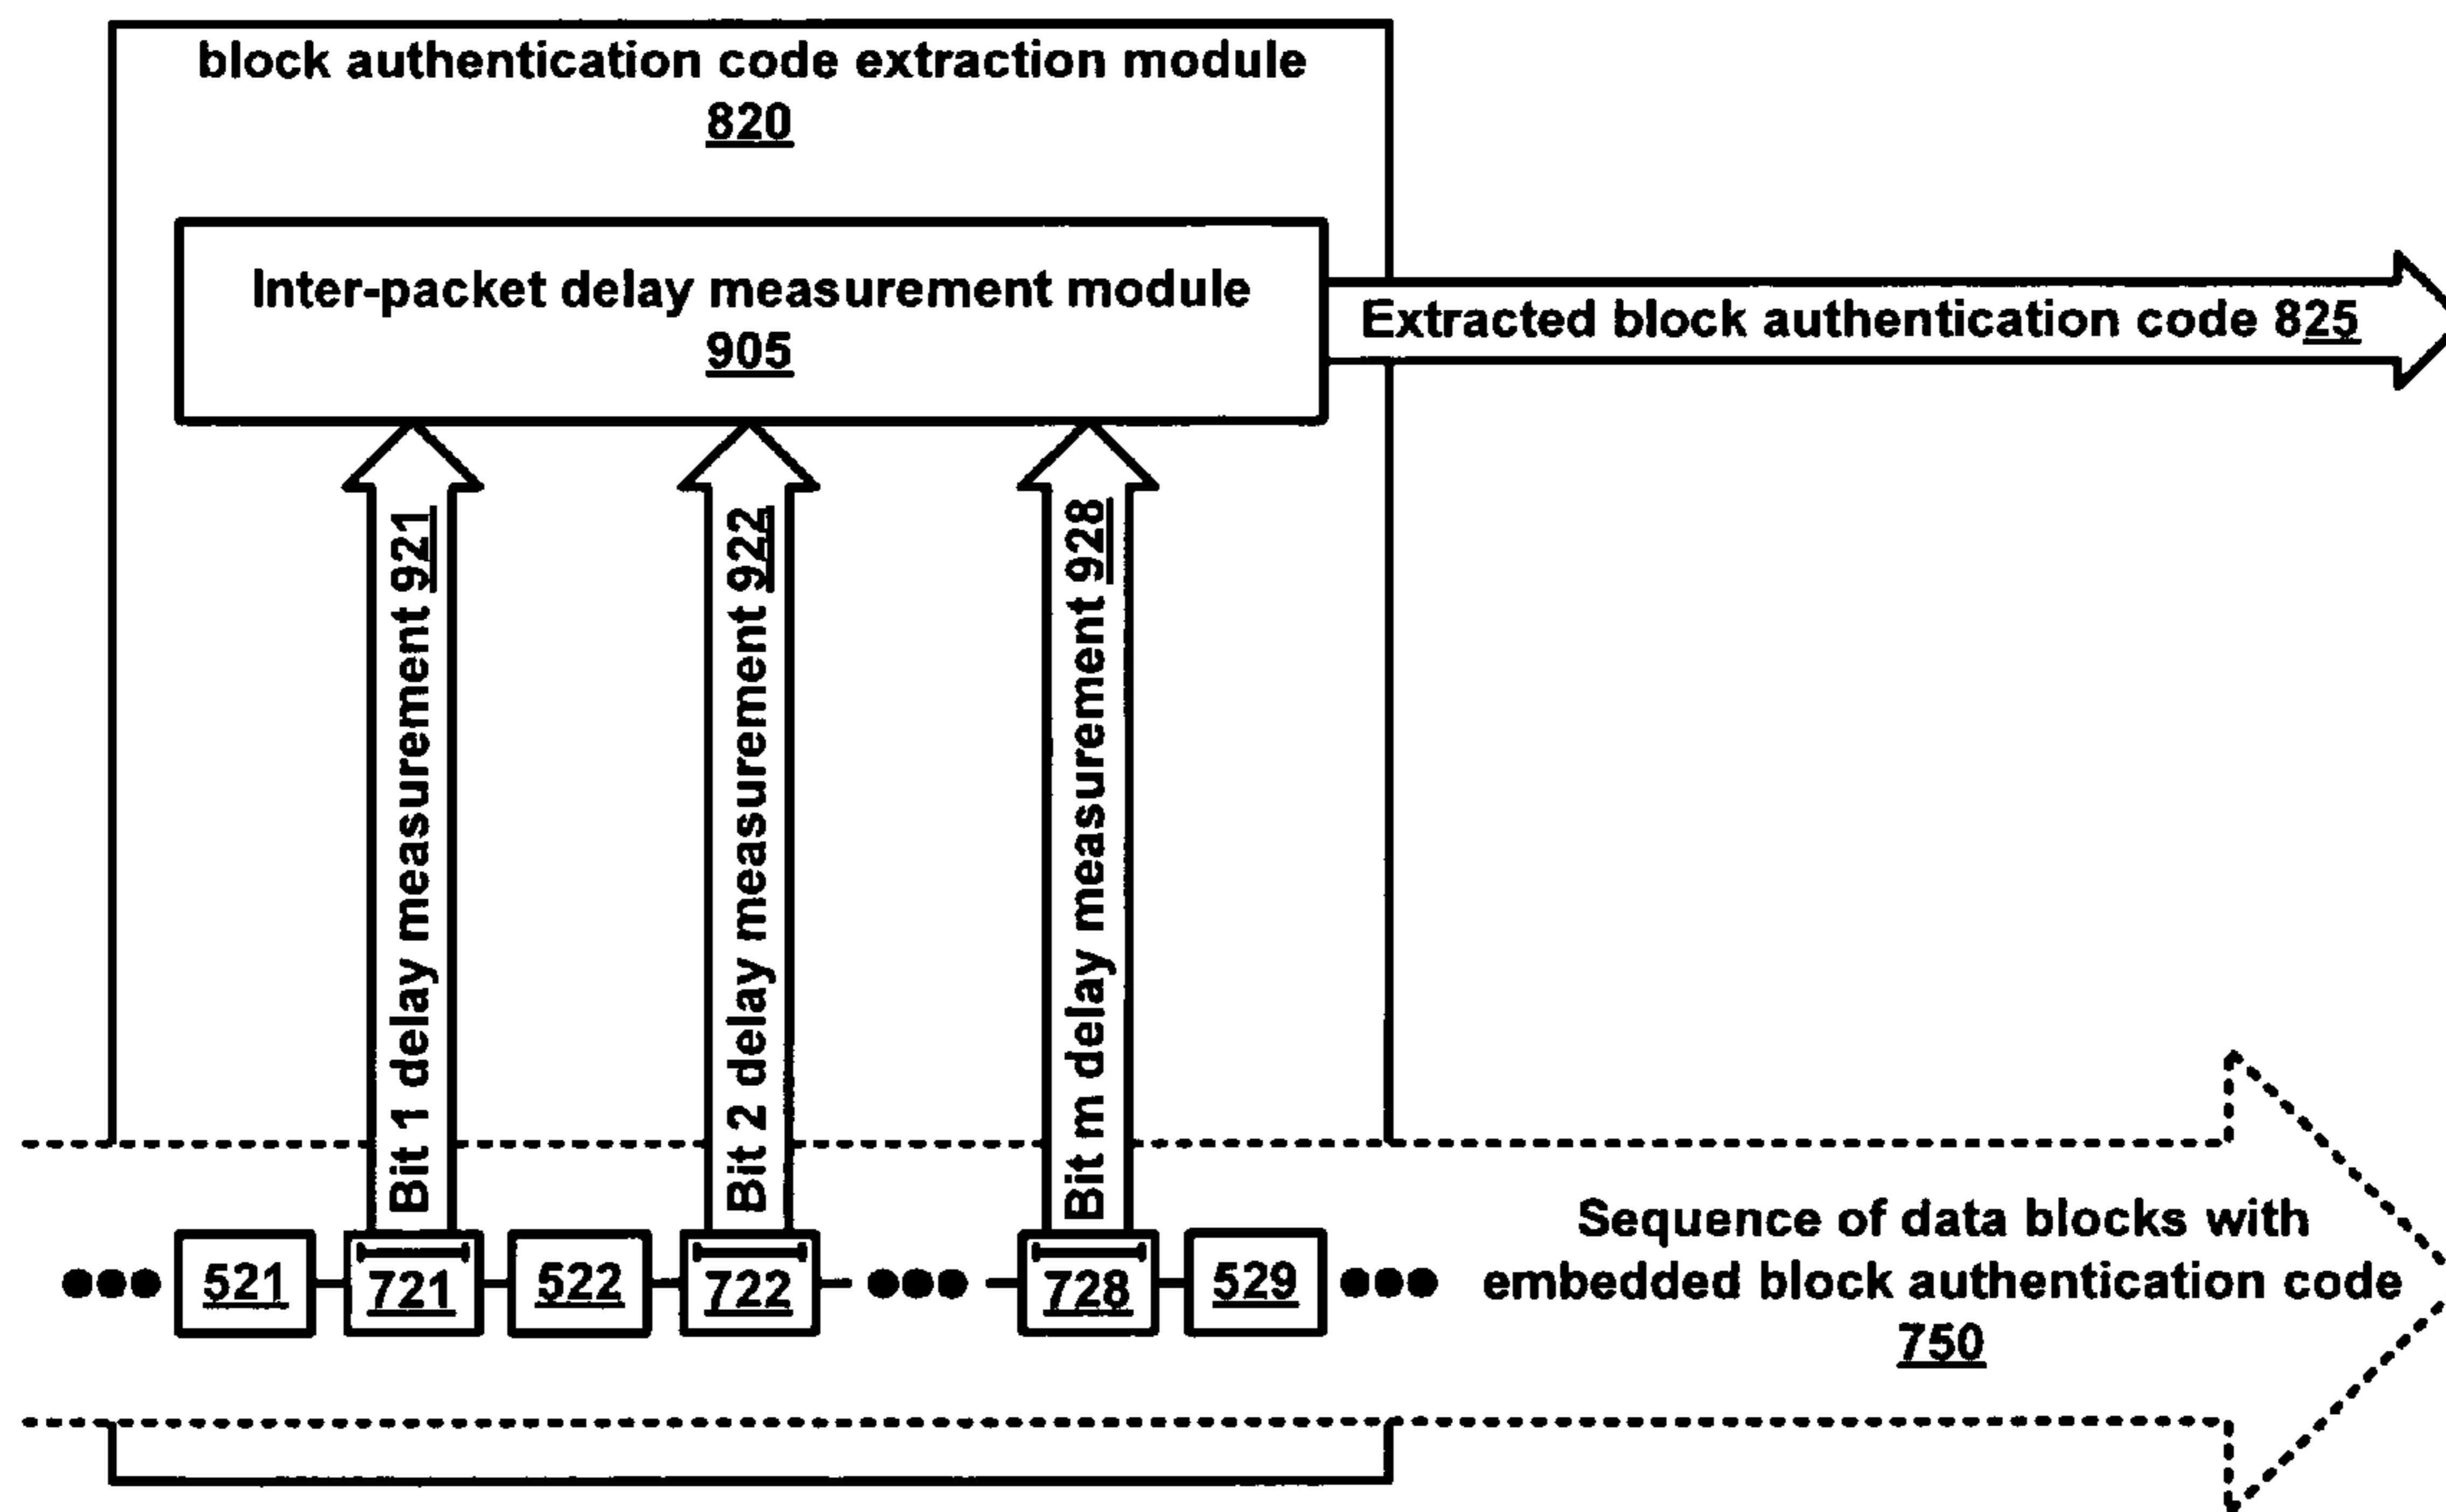 block authentication code extraction module
820
Inter-packet delay measurement module
905
Extracted block authentication code 825
Bit 1 delay measurement 921
Bit 2 delay measurement 922
Bit m delay measurement 928
521
721
522
722
728
529
Sequence of data blocks with
embedded block authentication code
750